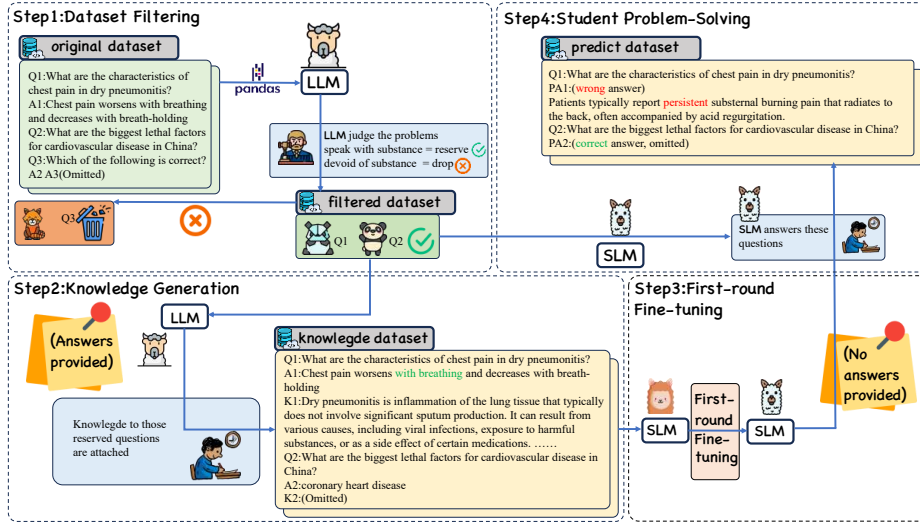 Step1:Dataset Filtering
original dataset
Q1:What are the characteristics of
chest pain in dry pneumonitis?
A1:Chest pain worsens with breathing
and decreases with breath-holding
Q2:What are the biggest lethal factors
for cardiovascular disease in China?
Q3:Which of the following is correct?
A2 A3(Omitted)
pandas
LLM
LLM judge the problems
speak with substance = reserve
devoid of substance = drop
Q3
filtered dataset
Q1
Q2
Step2:Knowledge Generation
(Answers
provided)
LLM
Knowlegde to those
reserved questions
are attached
knowlegde dataset
Q1:What are the characteristics of chest pain in dry pneumonitis?
A1:Chest pain worsens with breathing and decreases with breath-
holding
K1:Dry pneumonitis is inflammation of the lung tissue that typically
does not involve significant sputum production. It can result from
various causes, including viral infections, exposure to harmful
substances, or as a side effect of certain medications. ……
Q2:What are the biggest lethal factors for cardiovascular disease in
China?
A2:coronary heart disease
K2:(Omitted)
Step3:First-round
Fine-tuning
SLM
First-
round
Fine-
tuning
SLM
(No
answers
provided)
Step4:Student Problem-Solving
predict dataset
Q1:What are the characteristics of chest pain in dry pneumonitis?
PA1:(wrong answer)
Patients typically report persistent substernal burning pain that radiates to
the back, often accompanied by acid regurgitation.
Q2:What are the biggest lethal factors for cardiovascular disease in China?
PA2:(correct answer, omitted)
SLM
SLM answers these
questions